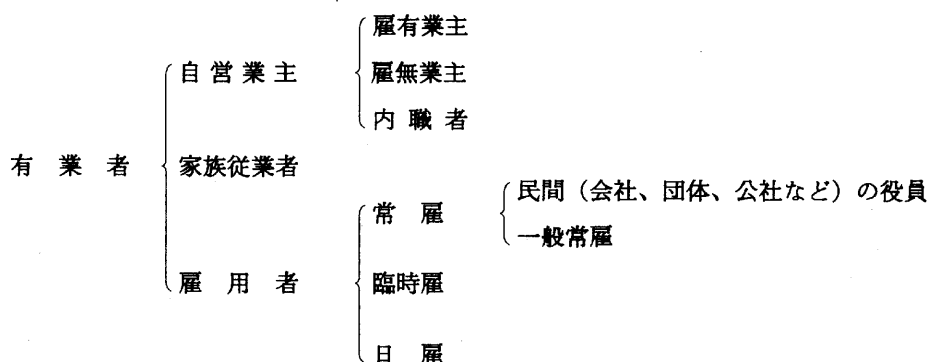 雇有業主
自営業主
雇無業主
内職者
有業者
家族従業者
民間（会社、団体、公社など）の役員
常雇
一般常雇
雇用者
臨時雇
日雇